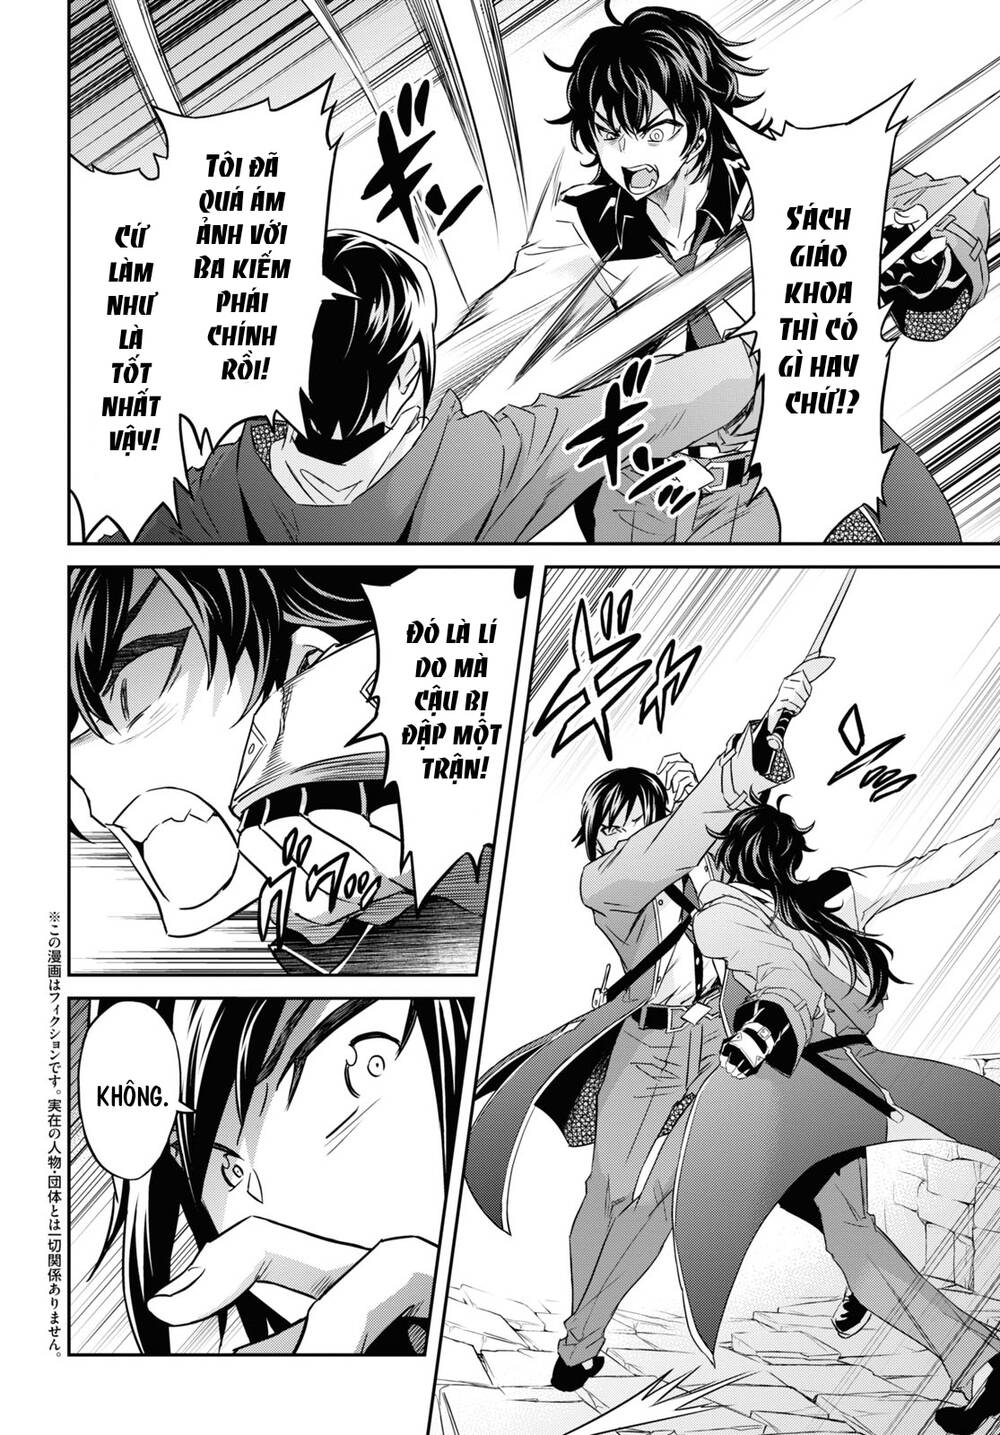 SÁCH
GIÁO
KHOA
THÌ CÓ
GÌ HAY
CHỨ!?
TÔI ĐÃ
QUÁ ÁM
ẢNH VỚI
BA KIẾM
PHÁI
CHÍNH
RỒI!
CỨ
LÀM
NHƯ
LÀ
TỐT
NHẤT
VẬY!
ギンッ
ギンッ
ギャッ
ĐÓ LÀ LÍ
DO MÀ
CẬU BỊ
ĐẬP MỘT
TRẬN!
KHÔNG.
※この漫画はフィクションです。実在の人物・団体とは一切関係ありません。